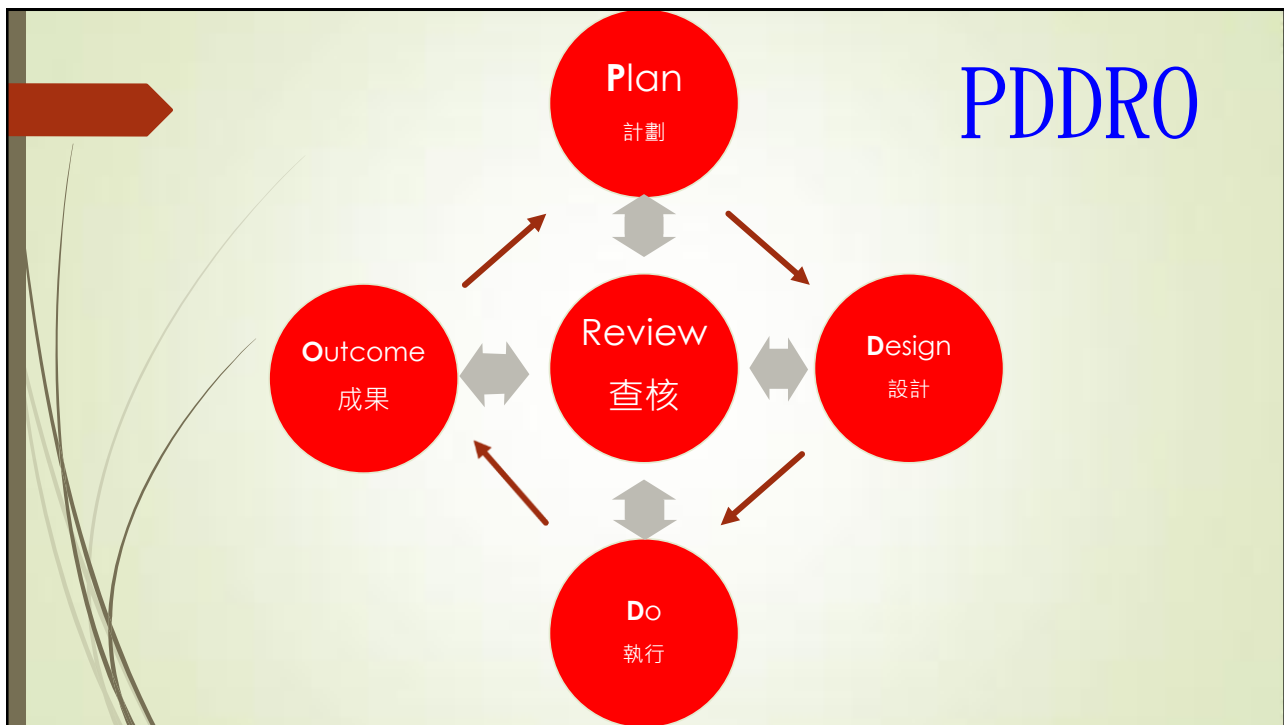 PDDRO
Plan
計劃
Outcome
成果
Review
查核
Design
設計
Do
執行